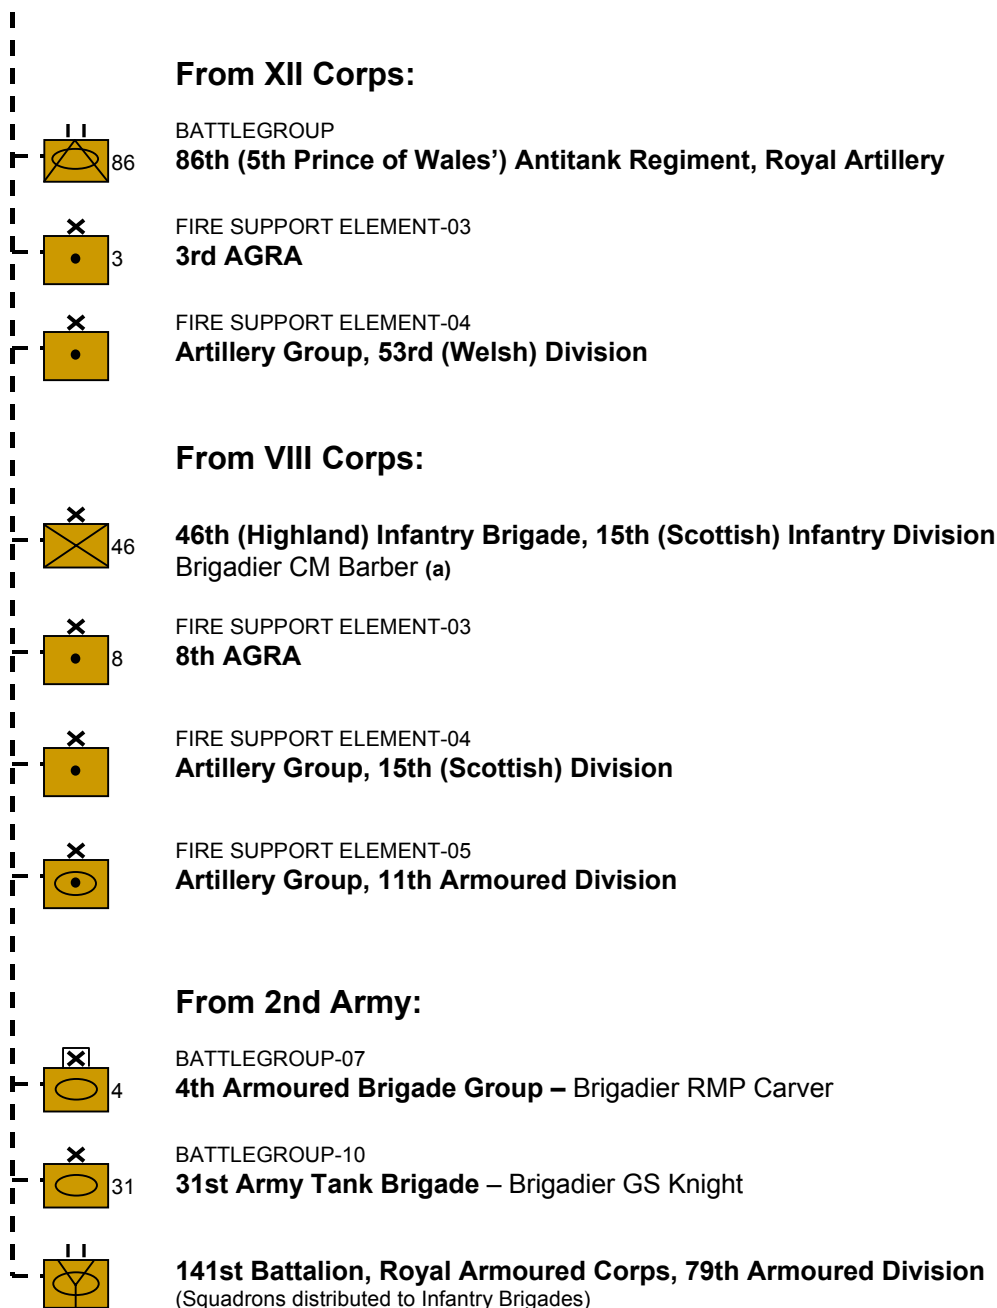 From XII Corps:
BATTLEGROUP
86 86th (5th Prince of Wales’) Antitank Regiment, Royal Artillery
FIRE SUPPORT ELEMENT-03
3 3rd AGRA
FIRE SUPPORT ELEMENT-04
Artillery Group, 53rd (Welsh) Division
From VIII Corps:
46 46th (Highland) Infantry Brigade, 15th (Scottish) Infantry Division
Brigadier CM Barber (a)
FIRE SUPPORT ELEMENT-03
8 8th AGRA
FIRE SUPPORT ELEMENT-04
Artillery Group, 15th (Scottish) Division
FIRE SUPPORT ELEMENT-05
Artillery Group, 11th Armoured Division
From 2nd Army:
BATTLEGROUP-07
4 4th Armoured Brigade Group – Brigadier RMP Carver
BATTLEGROUP-10
31 31st Army Tank Brigade – Brigadier GS Knight
141st Battalion, Royal Armoured Corps, 79th Armoured Division
(Squadrons distributed to Infantry Brigades)